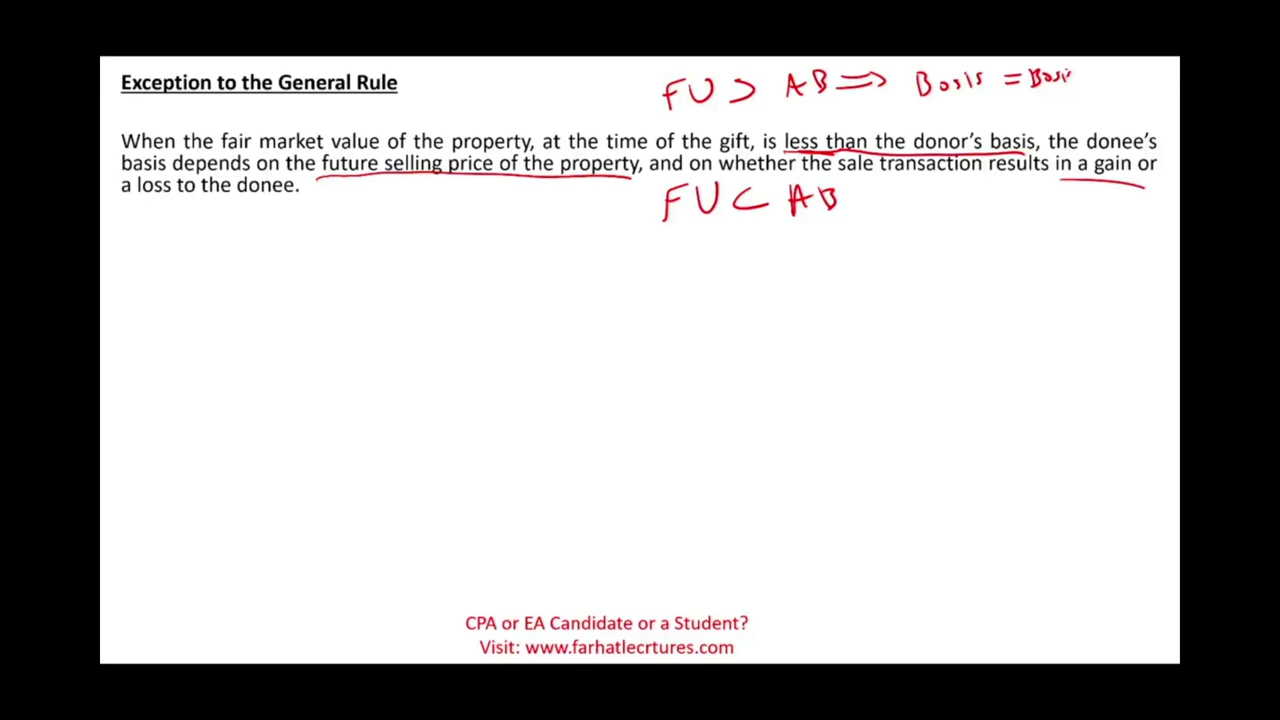 Exception to the General Rule
FV > AB ⇒ Basis = Basi
When the fair market value of the property, at the time of the gift, is less than the donor's basis, the donee's
basis depends on the future selling price of the property, and on whether the sale transaction results in a gain or
a loss to the donee.
FV < AB
CPA or EA Candidate or a Student?
Visit: www.farhatlecrtures.com